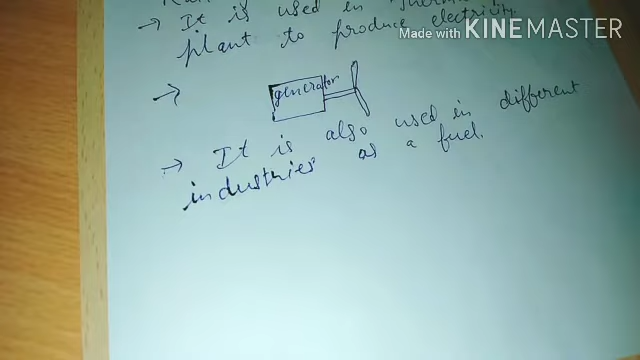 → It is used in
plant to produce electricity.
Made with KINEMASTER
→ generator
→ It is also used in different
industries as a fuel.